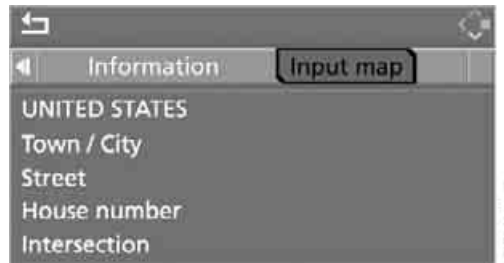 Information Input map
UNITED STATES
Town / City
Street
House number
Intersection